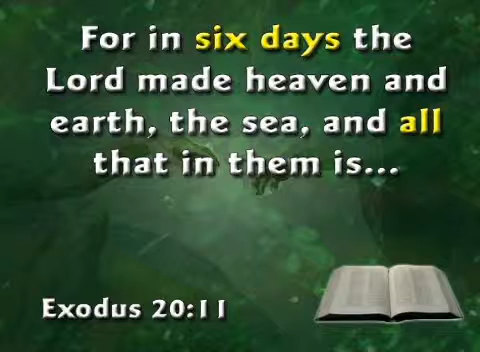 For in six days the
Lord made heaven and
earth, the sea, and all
that in them is...
Exodus 20:11